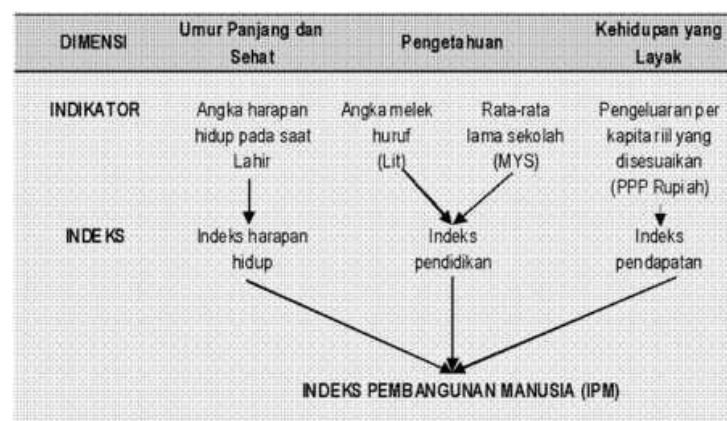 DIMENSI
Umur Panjang dan
Sehat
Pengetahuan
Kehidupan yang
Layak
INDIKATOR
Angka harapan
hidup pada saat
Lahir
Angka melek
huruf
(Lit)
Rata-rata
lama sekolah
(MYS)
Pengeluaran per
kapita riil yang
disesuaikan
(PPP Rupiah)
INDEKS
Indeks harapan
hidup
Indeks
pendidikan
Indeks
pendapatan
INDEKS PEMBANGUNAN MANUSIA (IPM)